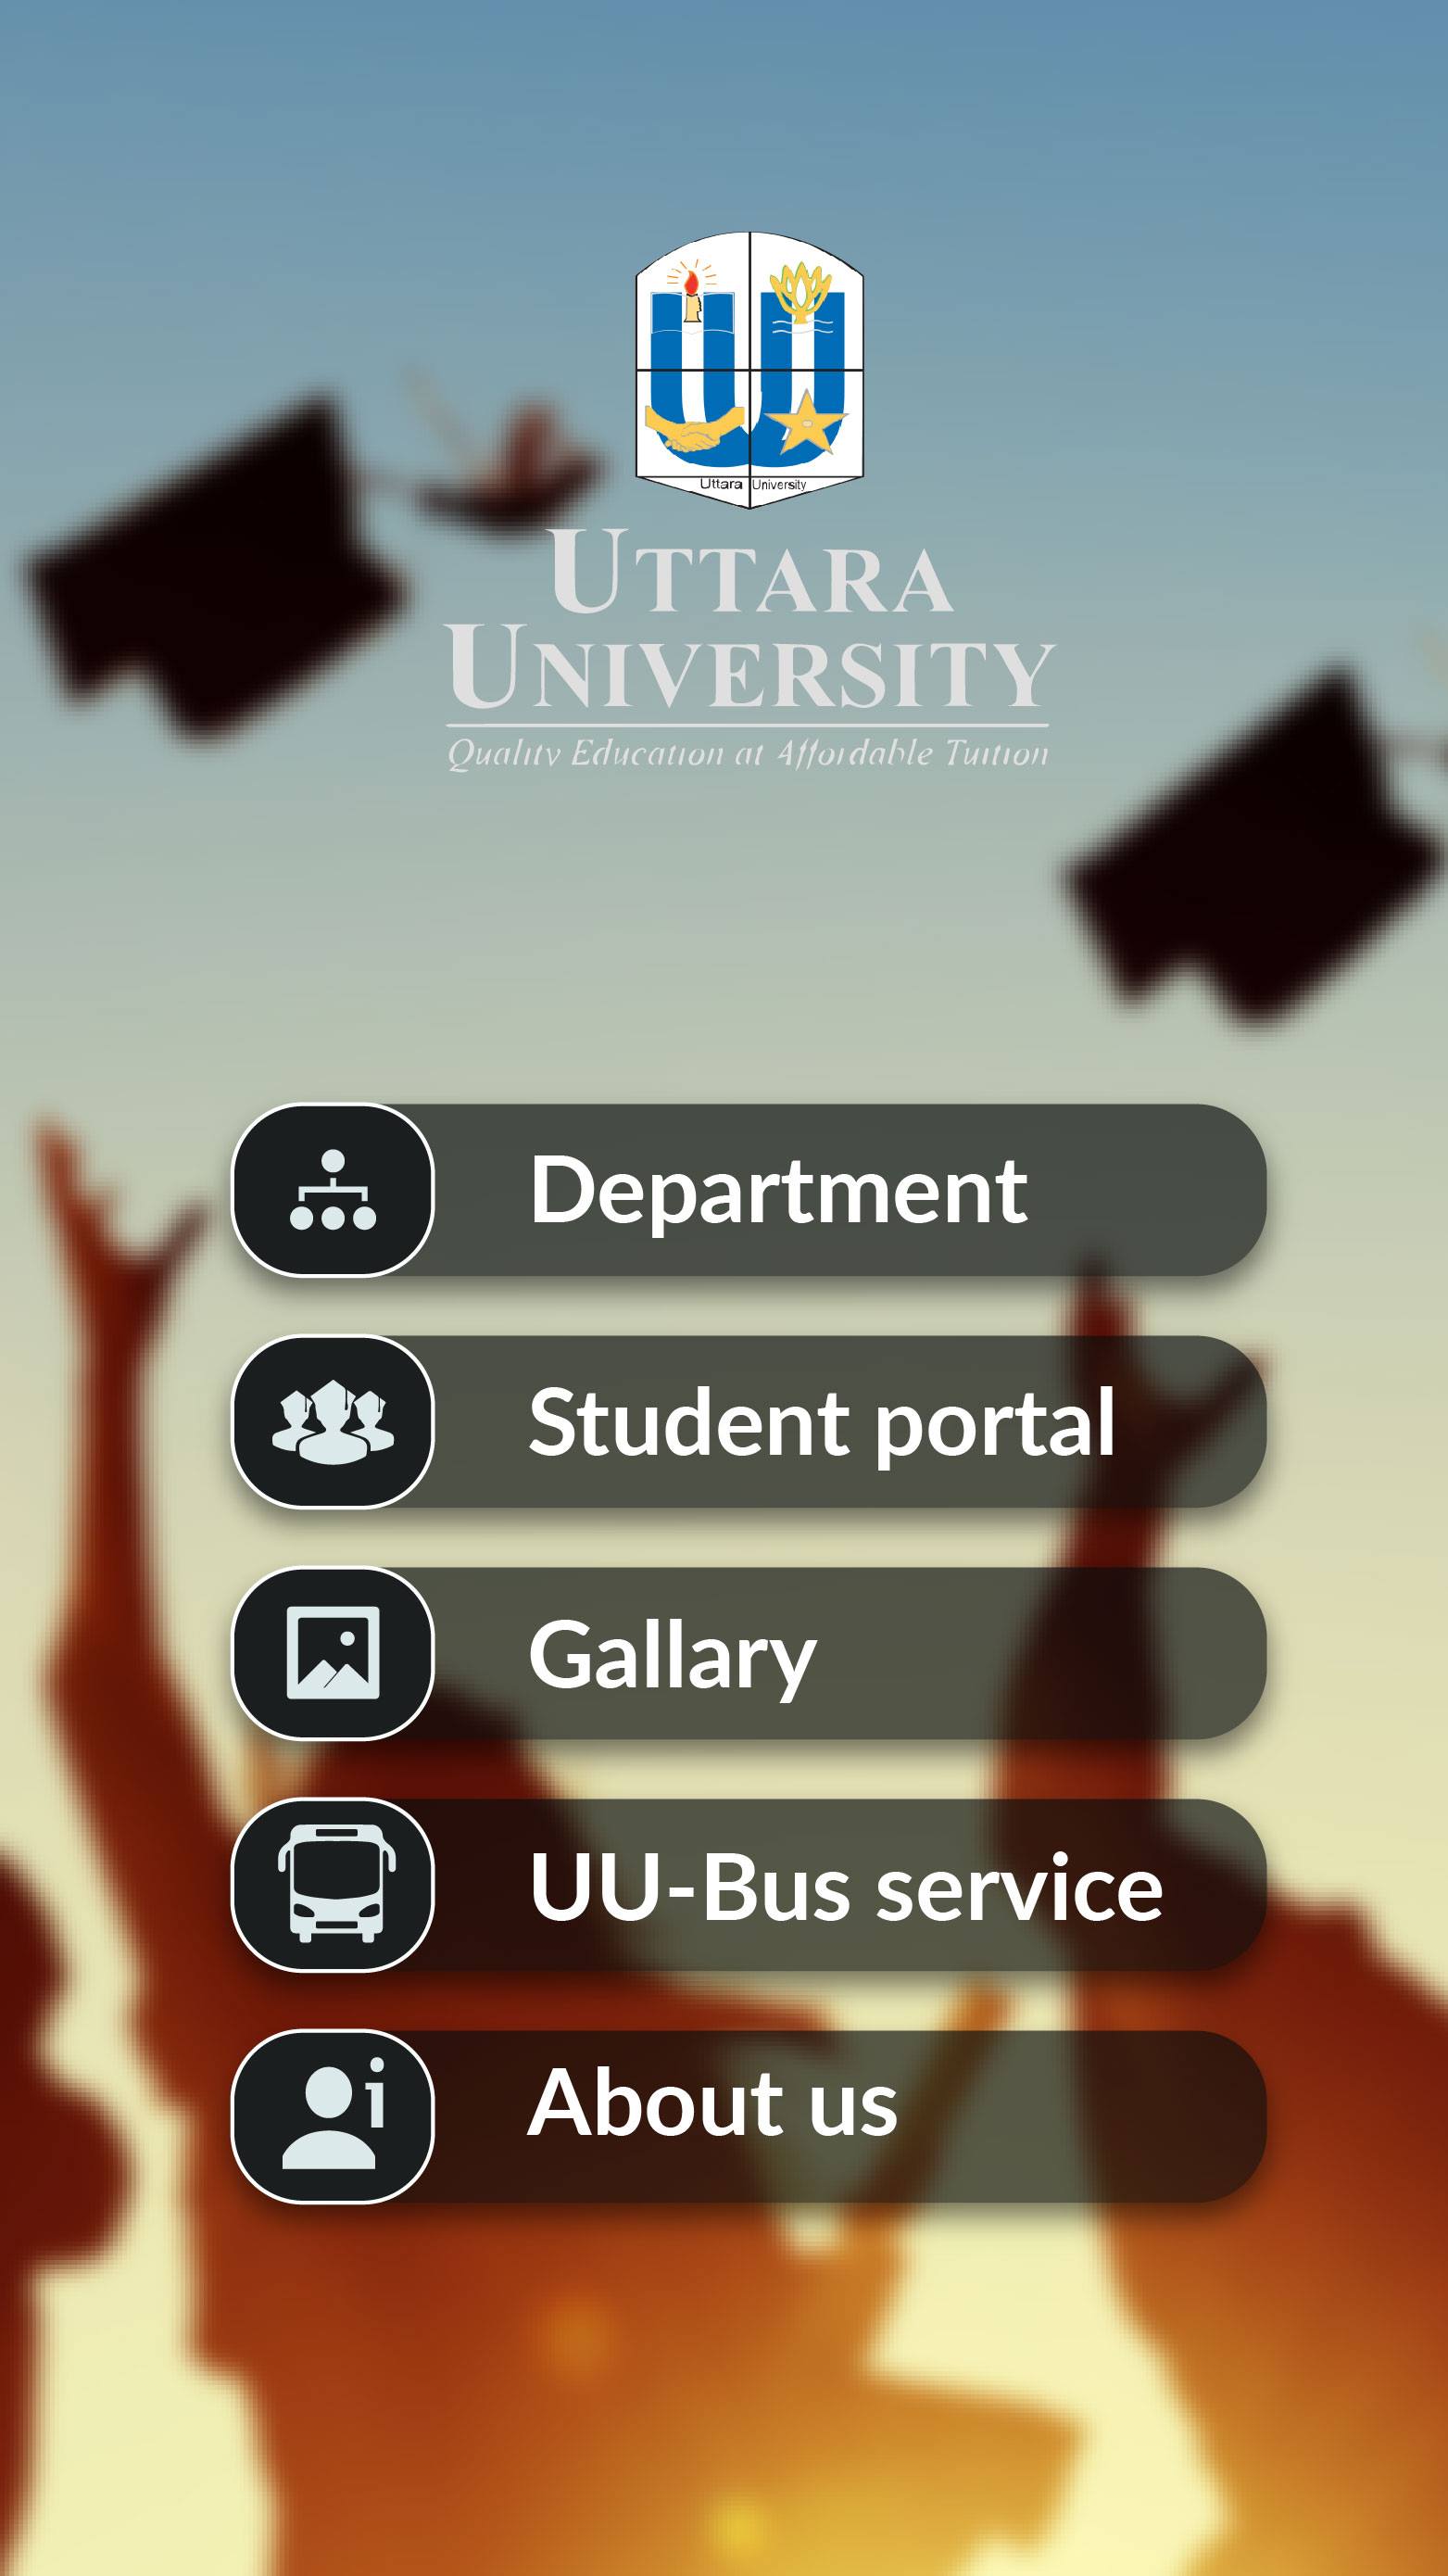 Uttara University
UTTARA
UNIVERSITY
Quality Education at Affordable Tuition
Department
Student portal
Gallary
UU-Bus service
About us